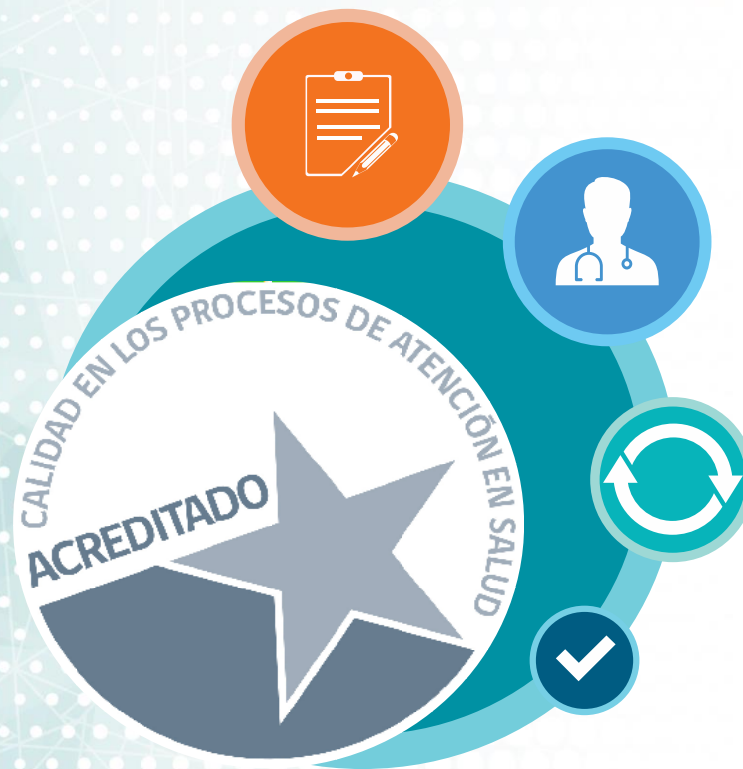 CALIDAD EN LOS PROCESOS DE ATENCIÓN EN SALUD
ACREDITADO